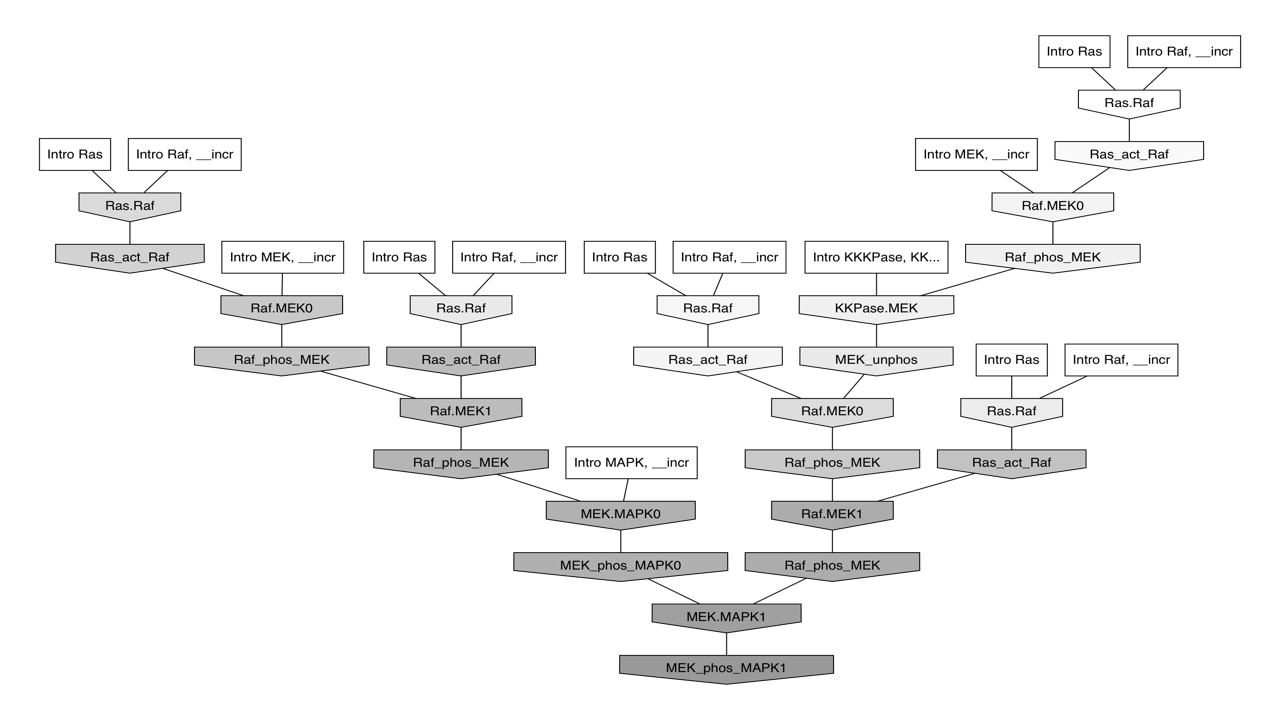 Intro Ras
Intro Raf, __incr
Ras.Raf
Intro Ras
Intro Raf, __incr
Intro MEK, __incr
Ras_act_Raf
Ras.Raf
Raf.MEK0
Ras_act_Raf
Intro MEK, __incr
Intro Ras
Intro Raf, __incr
Intro Ras
Intro Raf, __incr
Intro KKKPase, KK...
Raf_phos_MEK
Raf.MEK0
Ras.Raf
Ras.Raf
KKPase.MEK
Raf_phos_MEK
Ras_act_Raf
Ras_act_Raf
MEK_unphos
Intro Ras
Intro Raf, __incr
Raf.MEK1
Raf.MEK0
Ras.Raf
Raf_phos_MEK
Intro MAPK, __incr
Raf_phos_MEK
Ras_act_Raf
MEK.MAPK0
Raf.MEK1
MEK_phos_MAPK0
Raf_phos_MEK
MEK.MAPK1
MEK_phos_MAPK1